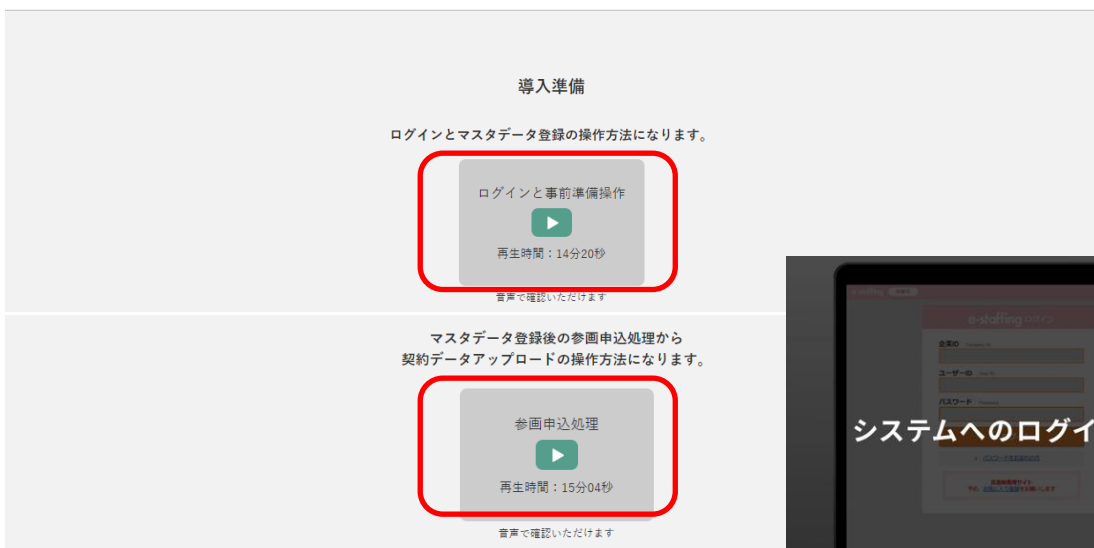 導入準備
ログインとマスタデータ登録の操作方法になります。
ログインと事前準備操作
再生時間：14分20秒
音声で確認いただけます
マスタデータ登録後の参画申込処理から
契約データアップロードの操作方法になります。
参画申込処理
再生時間：15分04秒
音声で確認いただけます
e-staffing
e-staffing ログイン
企業ID
ユーザーID
パスワード
システムへのログイ